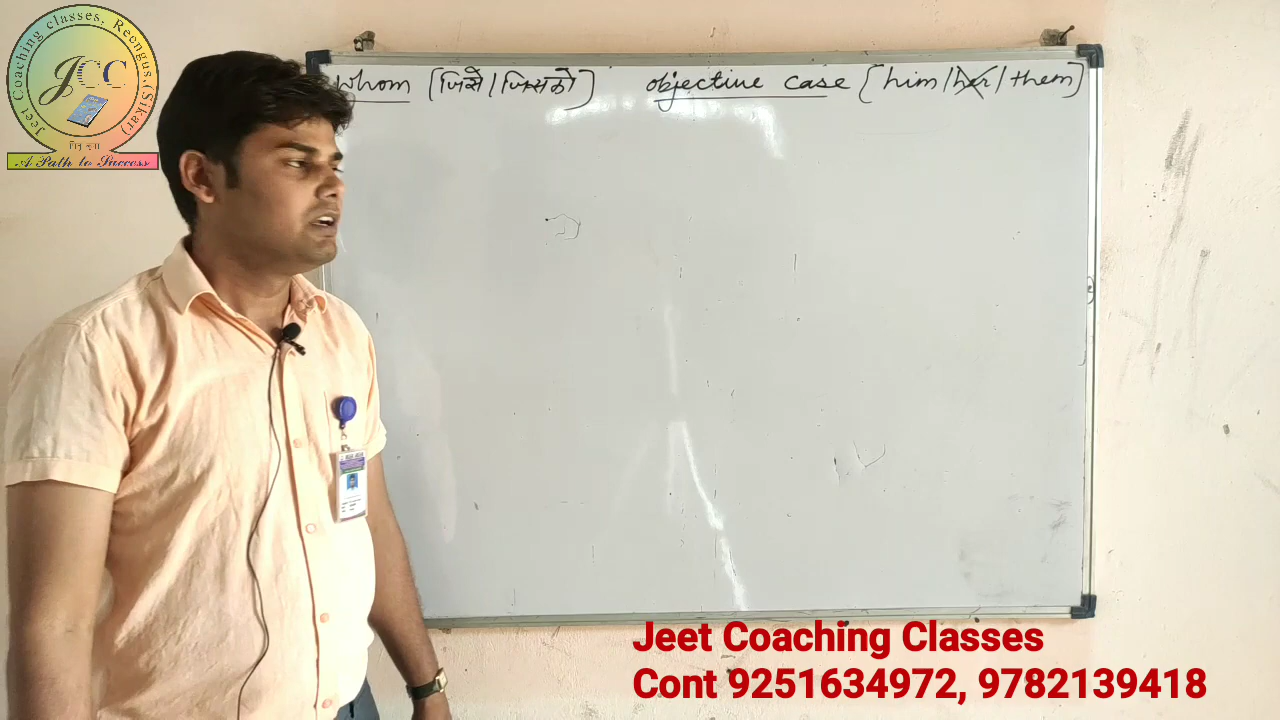 Jeet Coaching classes, Reengus.(Sikar)
JCC
A Path to Success
Whom [जिसे/जिसको] objective case [him/her/them]
Jeet Coaching Classes
Cont 9251634972, 9782139418